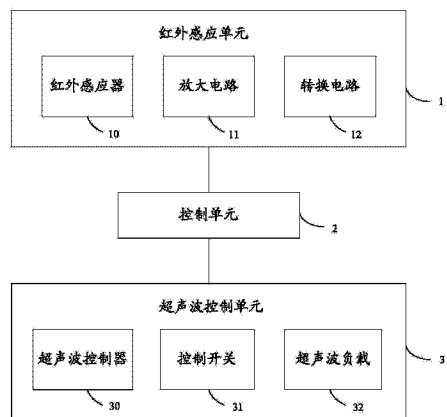 红外感应单元
红外感应器 放大电路 转换电路
10 11 12
1
控制单元
2
超声波控制单元
超声波控制器 控制开关 超声波负载
3
30 31 32